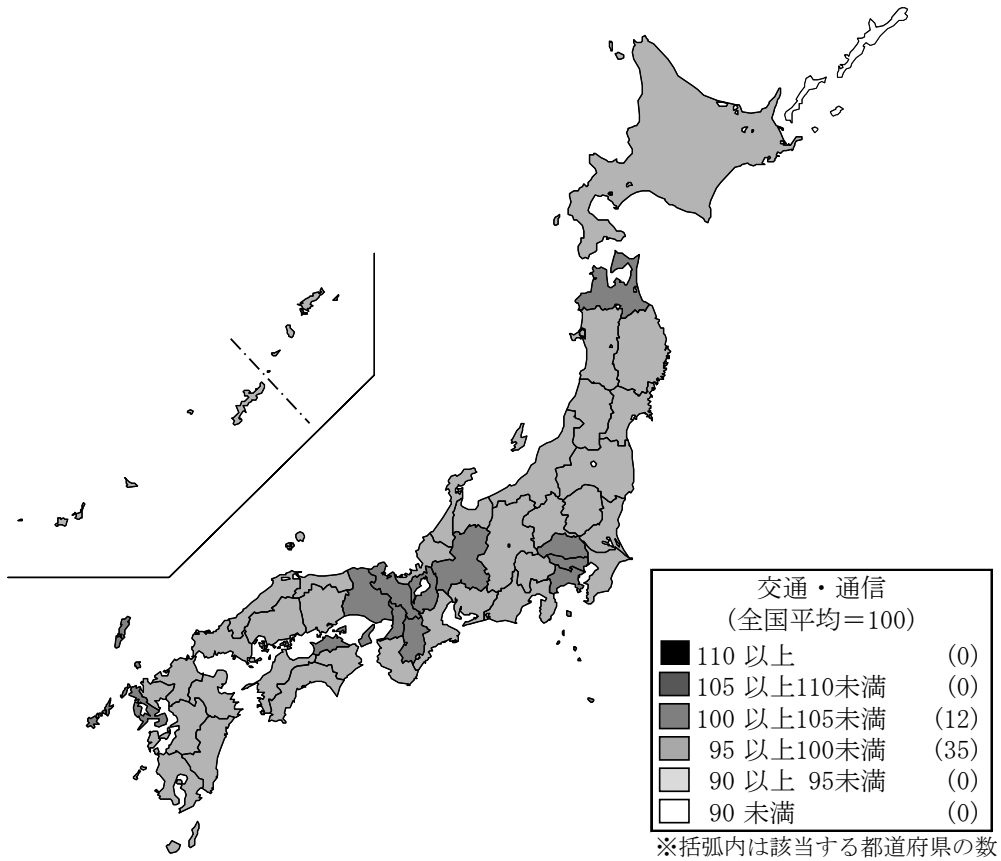 交通・通信
(全国平均＝100)
110 以上 (0)
105 以上110未満 (0)
100 以上105未満 (12)
95 以上100未満 (35)
90 以上 95未満 (0)
90 未満 (0)
※括弧内は該当する都道府県の数